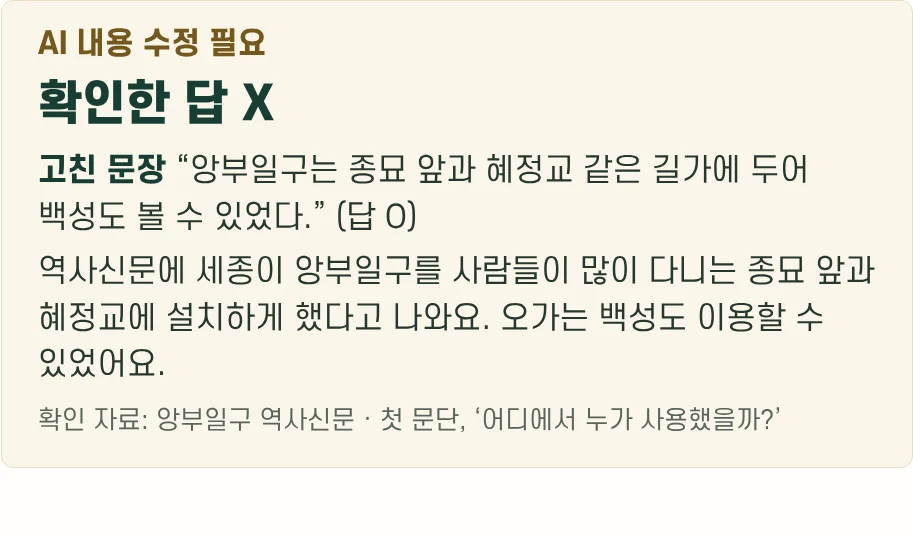 AI 내용 수정 필요
확인한 답 X
고친 문장 “앙부일구는 종묘 앞과 혜정교 같은 길가에 두어
백성도 볼 수 있었다.” (답 O)
역사신문에 세종이 앙부일구를 사람들이 많이 다니는 종묘 앞과
혜정교에 설치하게 했다고 나와요. 오가는 백성도 이용할 수
있었어요.
확인 자료: 앙부일구 역사신문 · 첫 문단, ‘어디에서 누가 사용했을까?’